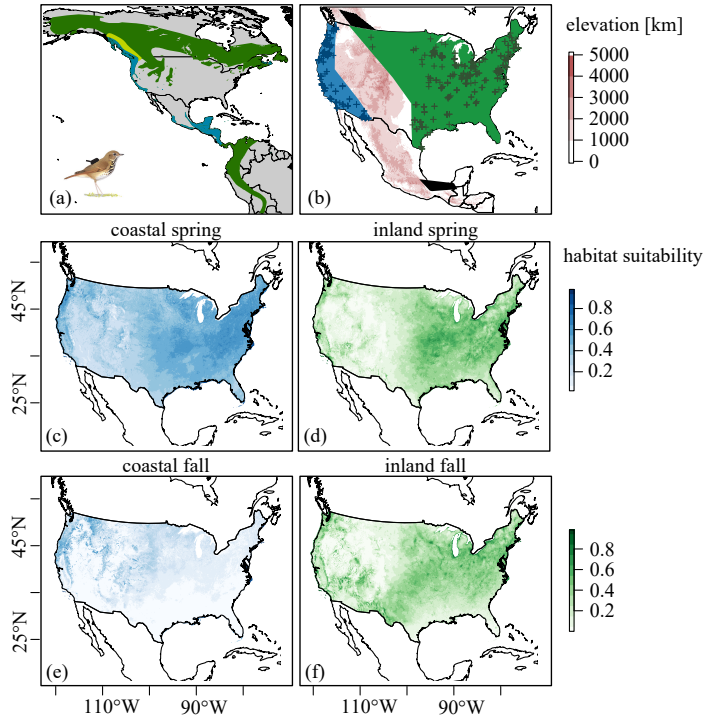 elevation [km]
5000
4000
3000
2000
1000
0
(a)
(b)
coastal spring
inland spring
habitat suitability
45°N
25°N
0.8
0.6
0.4
0.2
(c)
(d)
coastal fall
inland fall
45°N
25°N
0.8
0.6
0.4
0.2
(e)
(f)
110°W
90°W
110°W
90°W